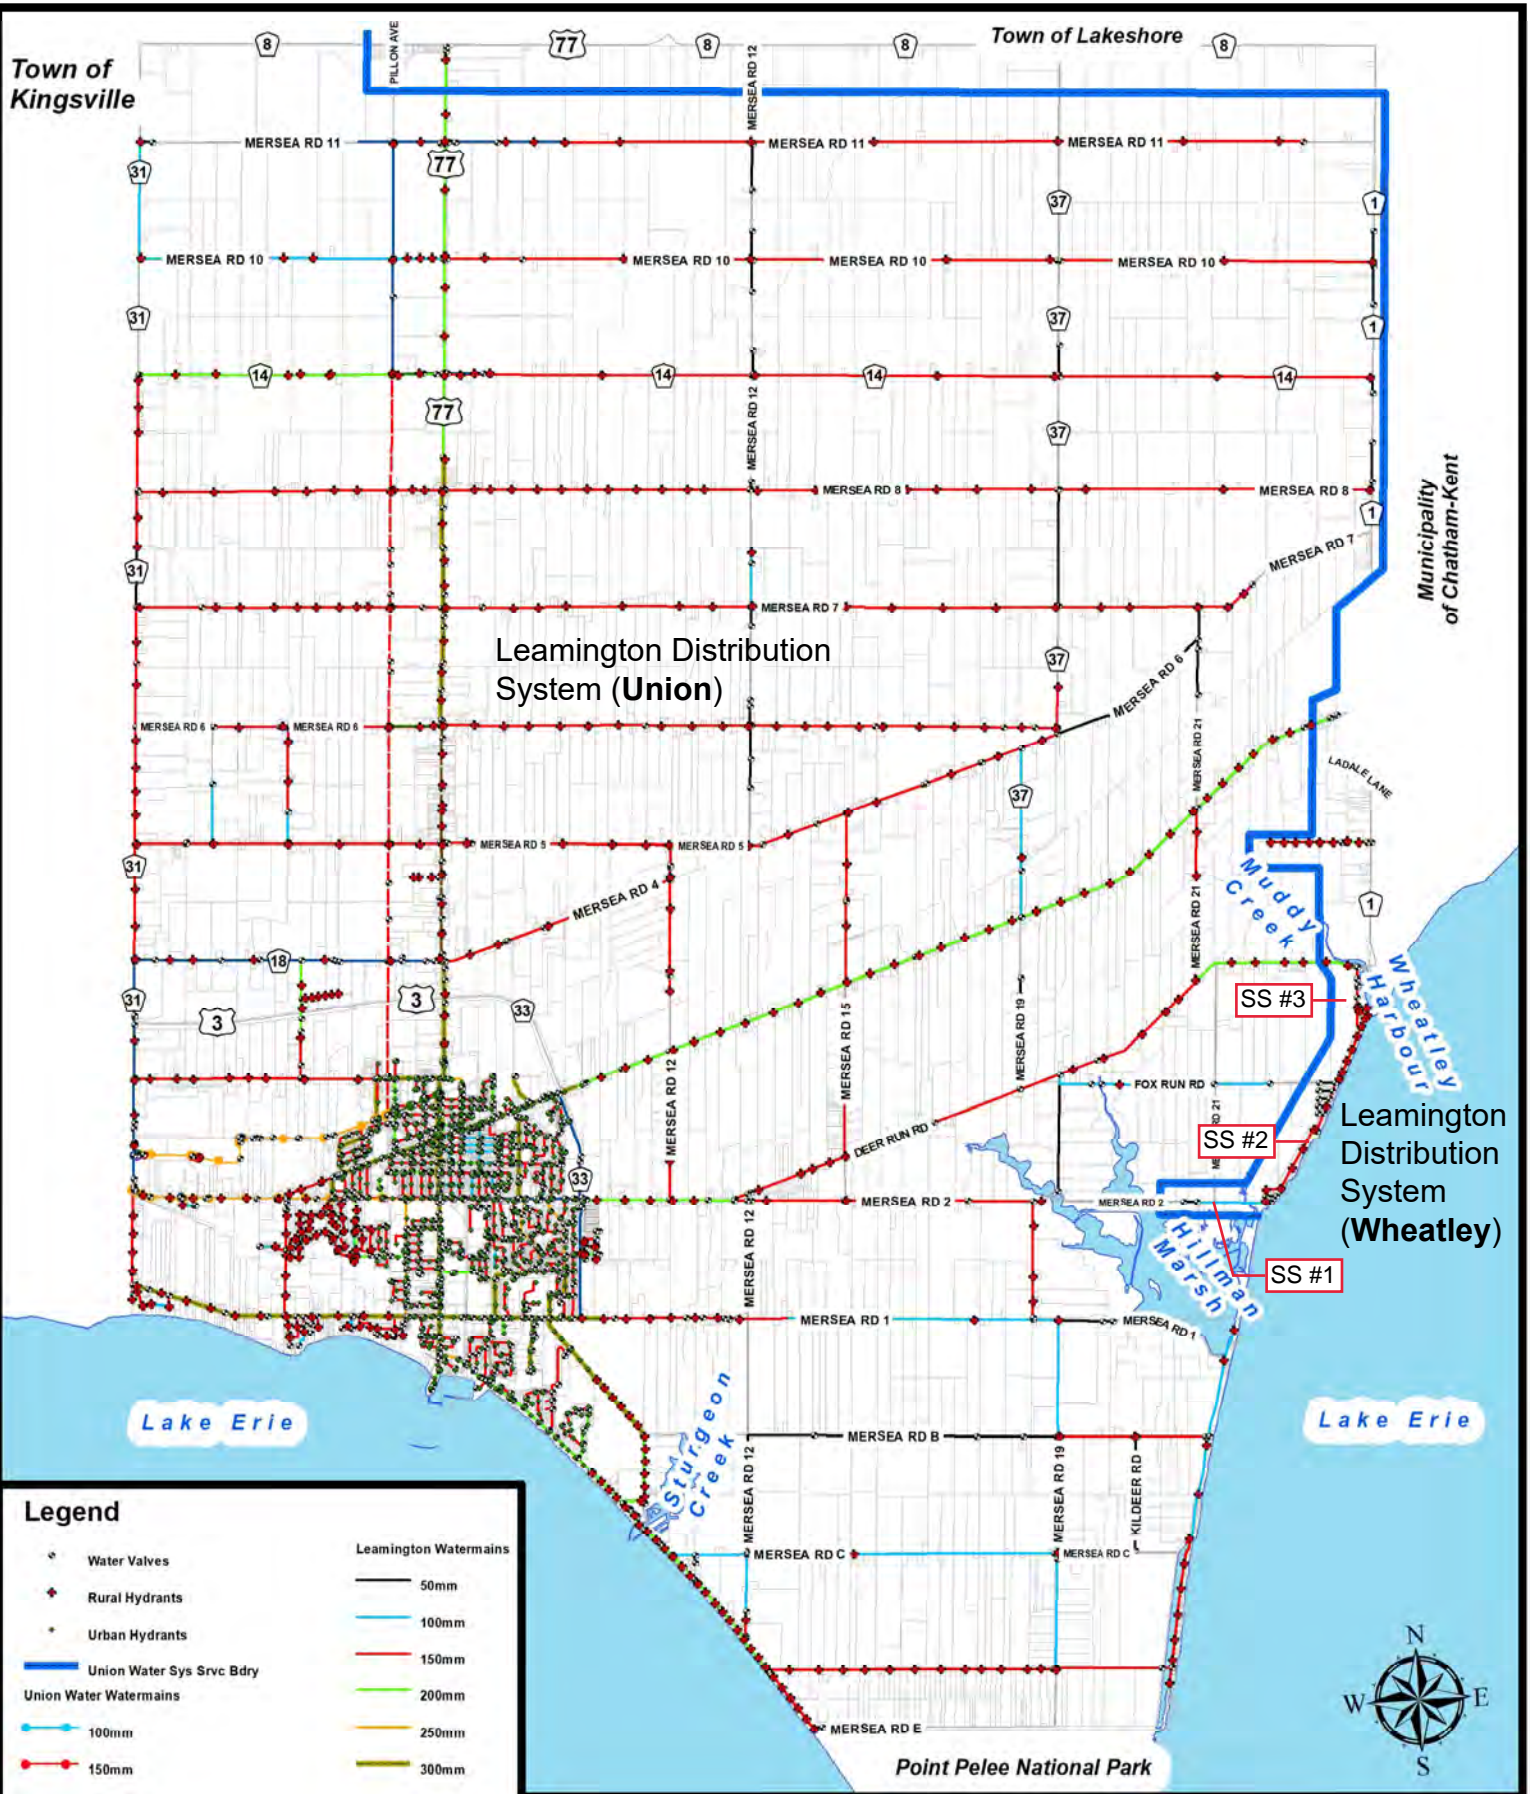 Town of Lakeshore
Town of
Kingsville
PILLON AVE
MERSEA RD 12
8
77
8
8
8
MERSEA RD 11
MERSEA RD 11
MERSEA RD 11
31
77
37
1
MERSEA RD 10
MERSEA RD 10
MERSEA RD 10
MERSEA RD 10
31
37
1
14
14
14
14
77
MERSEA RD 12
37
MERSEA RD 8
MERSEA RD 8
1
Municipality
of Chatham-Kent
MERSEA RD 7
31
MERSEA RD 7
Leamington Distribution
System (Union)
37
MERSEA RD 6
MERSEA RD 6
MERSEA RD 6
MERSEA RD 21
LADALE LANE
37
MERSEA RD 5
MERSEA RD 5
31
MERSEA RD 4
MERSEA RD 21
Muddy
Creek
1
18
31
3
3
33
MERSEA RD 15
MERSEA RD 19
SS #3
Wheatley
Harbour
MERSEA RD 12
FOX RUN RD
RD 21
DEER RUN RD
SS #2
Leamington
Distribution
System
(Wheatley)
33
MERSEA RD 2
MERSEA RD 2
MERSEA RD 12
Hillman
Marsh
SS #1
MERSEA RD 1
MERSEA RD 1
Lake Erie
Lake Erie
Sturgeon
Creek
MERSEA RD B
MERSEA RD 12
MERSEA RD 19
KILDEER RD
MERSEA RD C
MERSEA RD C
MERSEA RD E
Point Pelee National Park
N
W
E
S
Legend
Water Valves
Rural Hydrants
Urban Hydrants
Union Water Sys Srvc Bdry
Union Water Watermains
100mm
150mm
Leamington Watermains
50mm
100mm
150mm
200mm
250mm
300mm